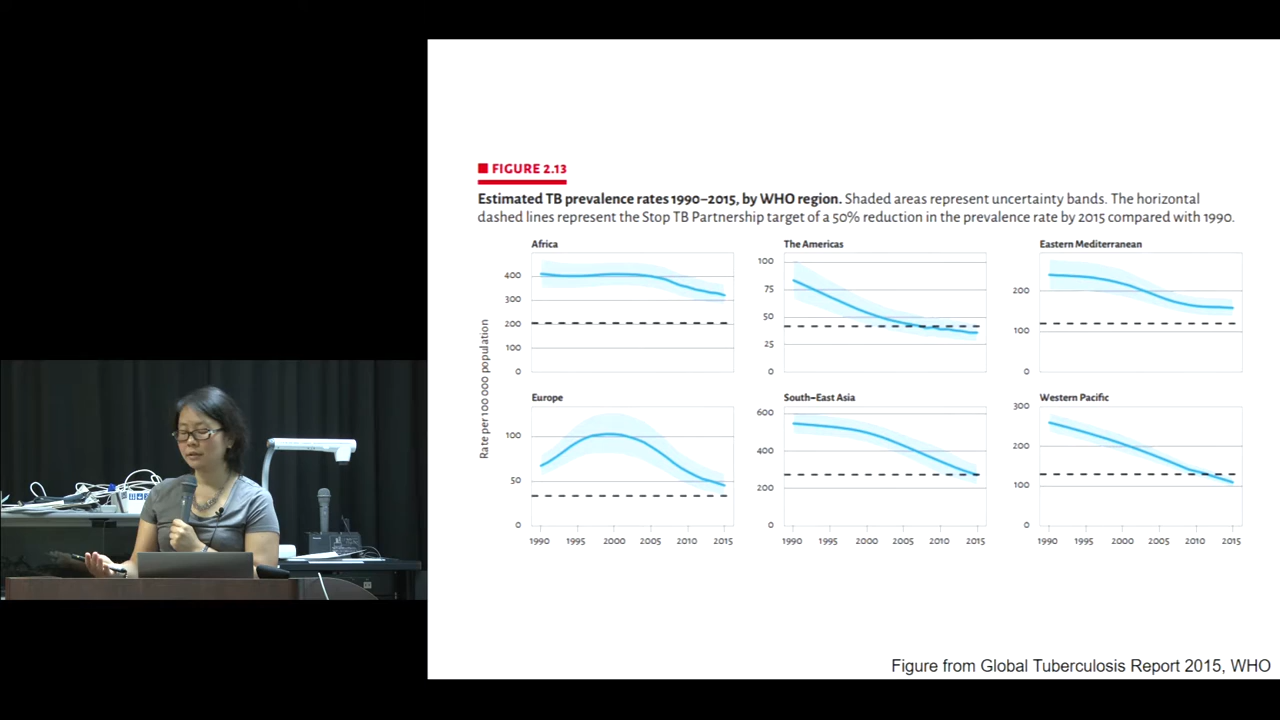 FIGURE 2.13
Estimated TB prevalence rates 1990–2015, by WHO region. Shaded areas represent uncertainty bands. The horizontal
dashed lines represent the Stop TB Partnership target of a 50% reduction in the prevalence rate by 2015 compared with 1990.
Rate per 100 000 population
Africa
400
300
200
100
0
The Americas
100
75
50
25
0
Eastern Mediterranean
200
100
0
Europe
100
50
0
1990 1995 2000 2005 2010 2015
South–East Asia
600
400
200
0
1990 1995 2000 2005 2010 2015
Western Pacific
300
200
100
0
1990 1995 2000 2005 2010 2015
Figure from Global Tuberculosis Report 2015, WHO